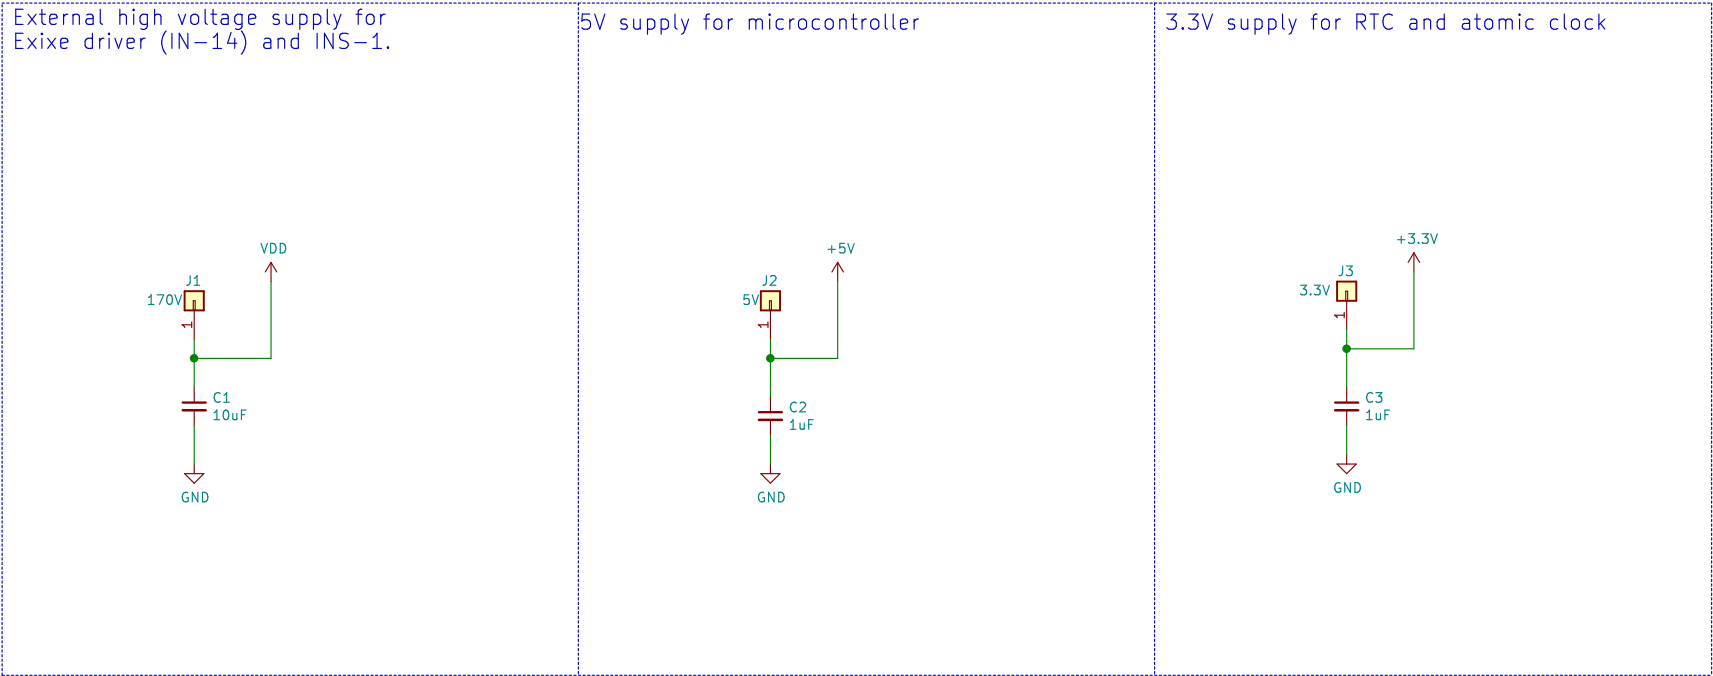 External high voltage supply for
Exixe driver (IN-14) and INS-1.
VDD
J1
170V
1
C1
10uF
GND
5V supply for microcontroller
+5V
J2
5V
1
C2
1uF
GND
3.3V supply for RTC and atomic clock
+3.3V
J3
3.3V
1
C3
1uF
GND